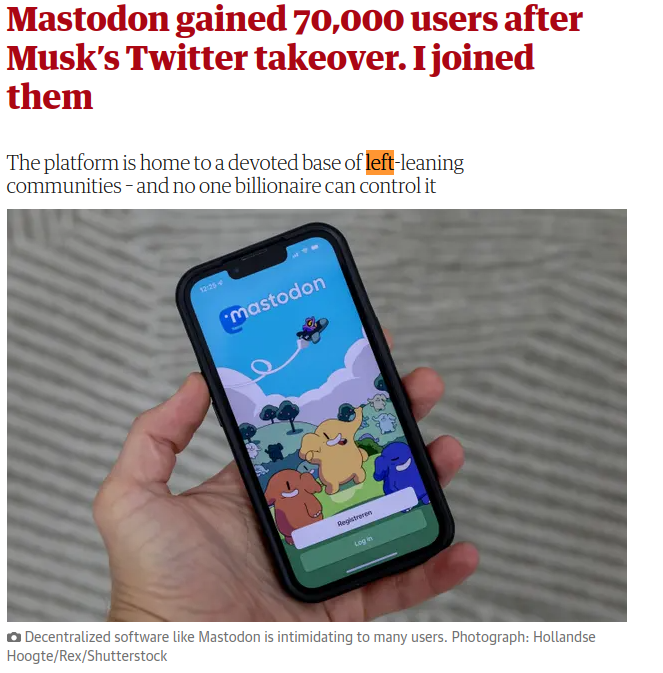 Mastodon gained 70,000 users after
Musk’s Twitter takeover. I joined
them
The platform is home to a devoted base of left-leaning
communities – and no one billionaire can control it
12:26
mastodon
Registreren
Log in
Decentralized software like Mastodon is intimidating to many users. Photograph: Hollandse
Hoogte/Rex/Shutterstock